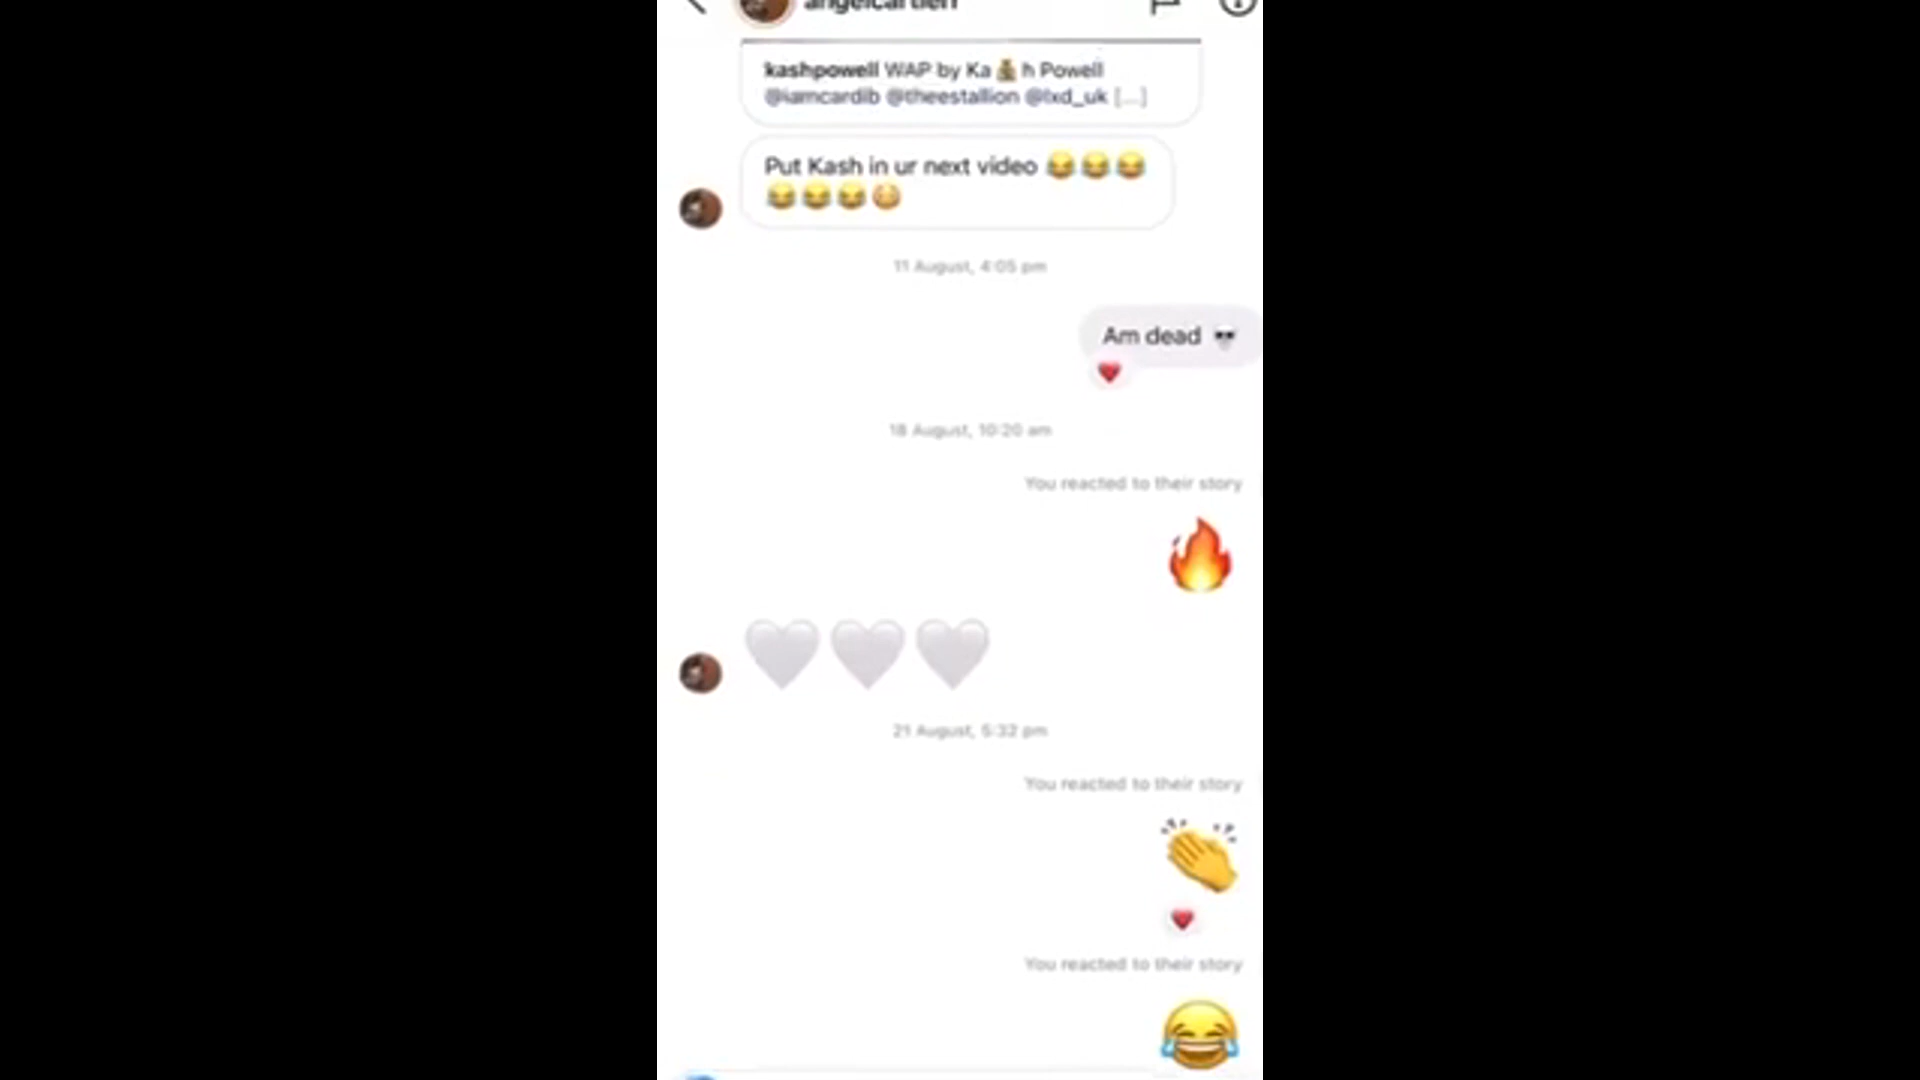 kashpowell WAP by Ka💰h Powell
@iamcardib @theestallion @lxd_uk [...]
Put Kash in ur next video 😂😂😂
😂😂😂😳
11 August, 4:05 pm
Am dead 💀
18 August, 10:20 am
You reacted to their story
21 August, 5:32 pm
You reacted to their story
You reacted to their story